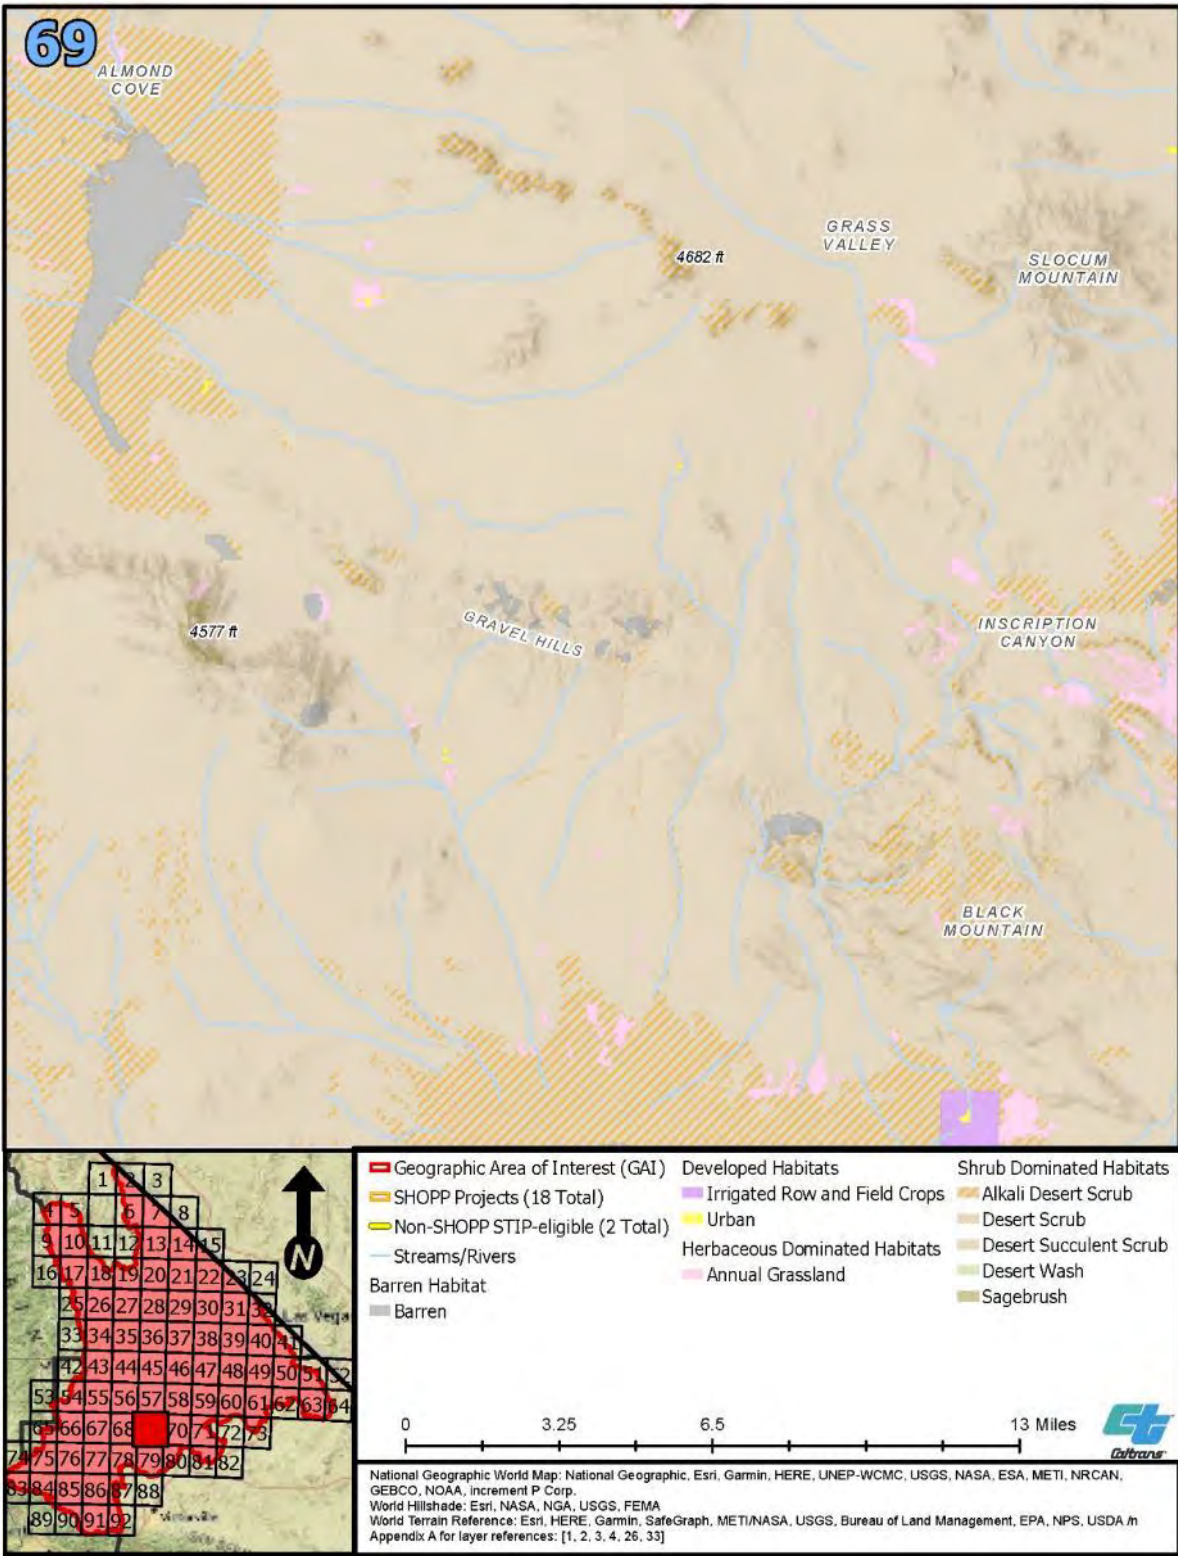 69
ALMOND
COVE
GRASS
VALLEY
4682 ft
SLOCUM
MOUNTAIN
4577 ft
GRAVEL HILLS
INSCRIPTION
CANYON
BLACK
MOUNTAIN
1 2 3
4 5 6 7 8
9 10 11 12 13 14 15
16 17 18 19 20 21 22 23 24
25 26 27 28 29 30 31 32 Las Vegas
33 34 35 36 37 38 39 40 41
42 43 44 45 46 47 48 49 50 51 52
53 54 55 56 57 58 59 60 61 62 63 64
65 66 67 68 70 71 72 73
74 75 76 77 78 79 80 81 82
83 84 85 86 87 88
89 90 91 92
Victorville
N
Geographic Area of Interest (GAI)
SHOPP Projects (18 Total)
Non-SHOPP STIP-eligible (2 Total)
Streams/Rivers
Barren Habitat
Barren
Developed Habitats
Irrigated Row and Field Crops
Urban
Herbaceous Dominated Habitats
Annual Grassland
Shrub Dominated Habitats
Alkali Desert Scrub
Desert Scrub
Desert Succulent Scrub
Desert Wash
Sagebrush
0 3.25 6.5 13 Miles
ct
Caltrans
National Geographic World Map: National Geographic, Esri, Garmin, HERE, UNEP-WCMC, USGS, NASA, ESA, METI, NRCAN,
GEBCO, NOAA, increment P Corp.
World Hillshade: Esri, NASA, NGA, USGS, FEMA
World Terrain Reference: Esri, HERE, Garmin, SafeGraph, METI/NASA, USGS, Bureau of Land Management, EPA, NPS, USDA /n
Appendix A for layer references: [1, 2, 3, 4, 26, 33]